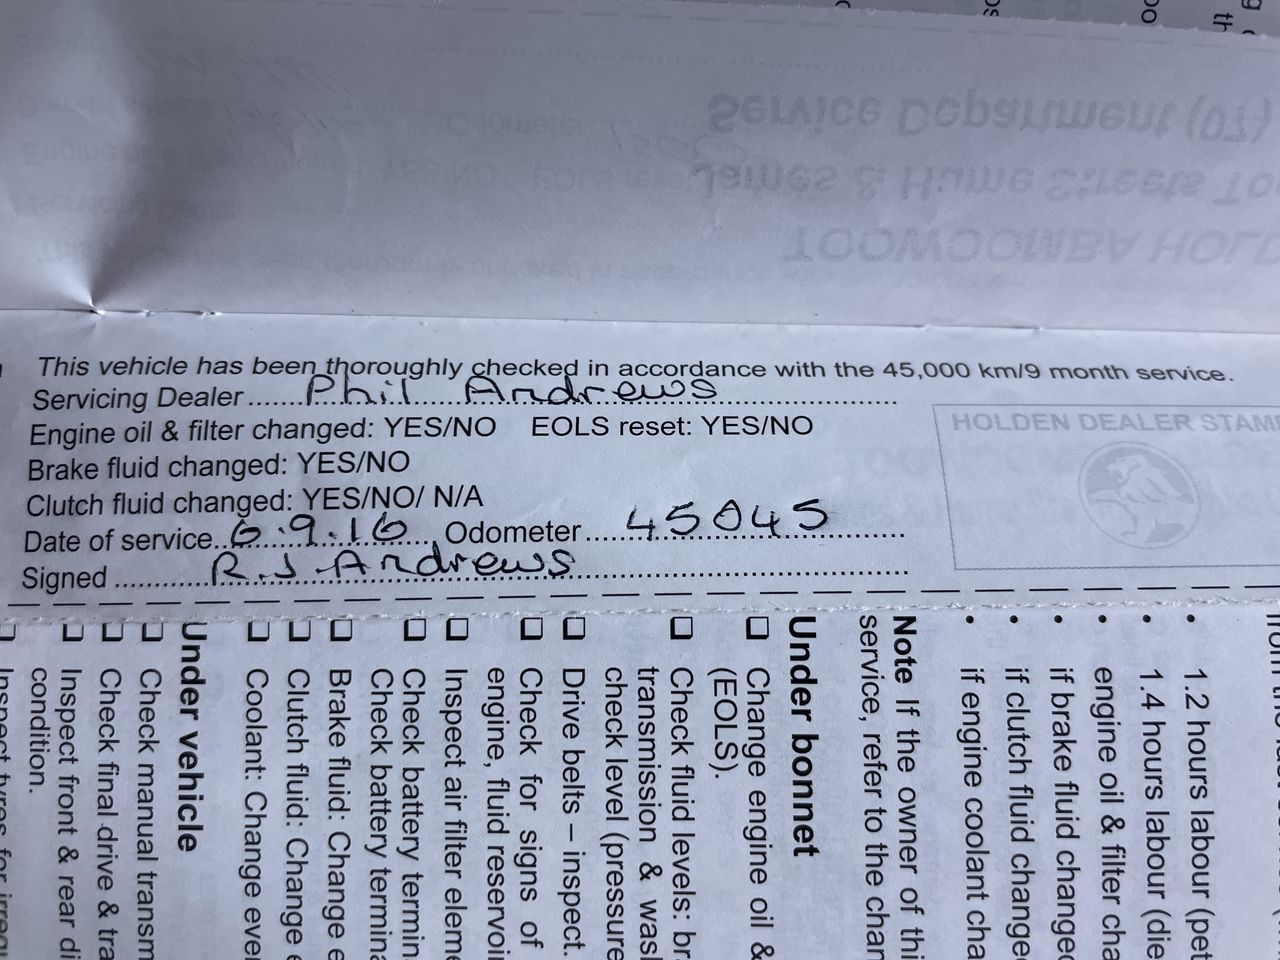 This vehicle has been thoroughly checked in accordance with the 45,000 km/9 month service.
Servicing Dealer ...... Phil Andrews
Engine oil & filter changed: YES/NO EOLS reset: YES/NO
Brake fluid changed: YES/NO
Clutch fluid changed: YES/NO/ N/A
Date of service.. 6.9.16 Odometer ...... 45045
Signed ............ R.J. Andrews
HOLDEN DEALER STAMP
1.2 hours labour (pet
1.4 hours labour (die
engine oil & filter cha
if brake fluid changed
if clutch fluid change
if engine coolant cha
Note If the owner of thi
service, refer to the chan
Under bonnet
Change engine oil &
(EOLS).
Check fluid levels: br
transmission & was
check level (pressure
Drive belts – inspect.
Check for signs of
engine, fluid reservoi
Inspect air filter eleme
Check battery termin
Check battery termina
Brake fluid: Change e
Clutch fluid: Change e
Coolant: Change ever
Under vehicle
Check manual transm
Check final drive & tra
Inspect front & rear di
condition.
TOOMOOMBA HOLD
James & Hume Streets To
Service Department (07)